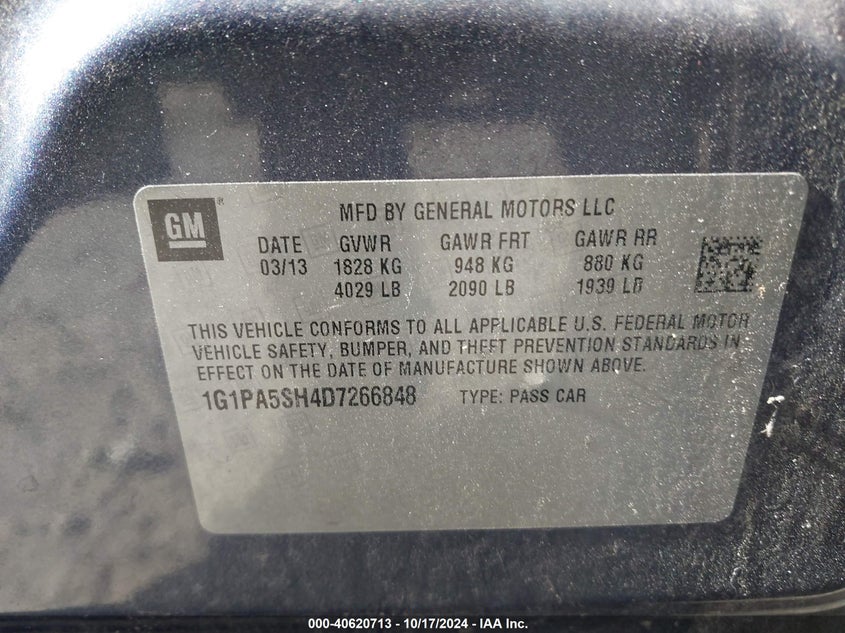 GM ® MFD BY GENERAL MOTORS LLC
DATE GVWR GAWR FRT GAWR RR
03/13 1828 KG 948 KG 880 KG
4029 LB 2090 LB 1939 LB
THIS VEHICLE CONFORMS TO ALL APPLICABLE U.S. FEDERAL MOTOR
VEHICLE SAFETY, BUMPER, AND THEFT PREVENTION STANDARDS IN
EFFECT ON THE DATE OF MANUFACTURE SHOWN ABOVE.
1G1PA5SH4D7266848 TYPE: PASS CAR
000-40620713 - 10/17/2024 - IAA Inc.